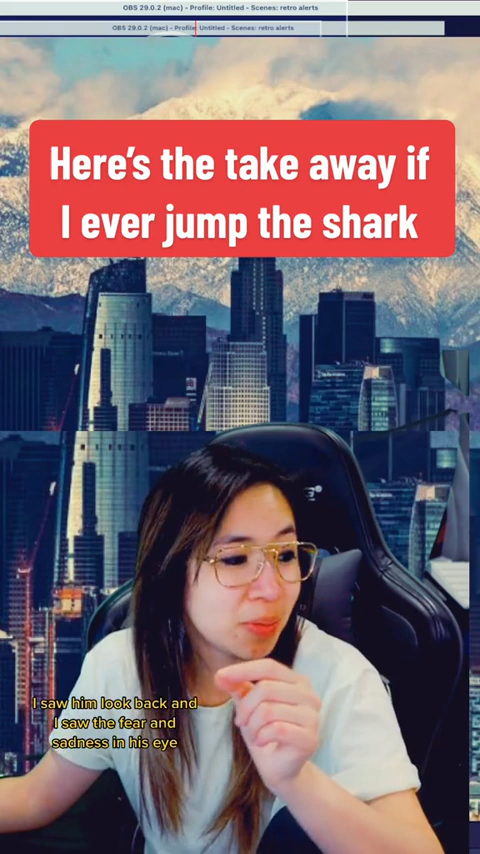 OBS 29.0.2 (mac) - Profile: Untitled - Scenes: retro alerts
OBS 29.0.2 (mac) - Profile: Untitled - Scenes: retro alerts
Here’s the take away if
I ever jump the shark
I saw him look back and
I saw the fear and
sadness in his eye